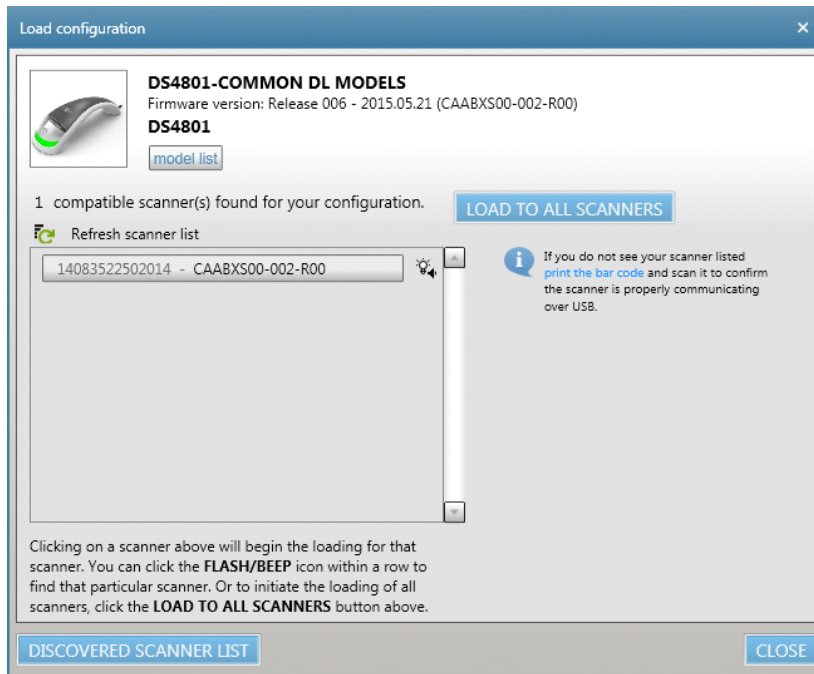 Load configuration
DS4801-COMMON DL MODELS
Firmware version: Release 006 - 2015.05.21 (CAABXS00-002-R00)
DS4801
model list
1 compatible scanner(s) found for your configuration.
LOAD TO ALL SCANNERS
Refresh scanner list
14083522502014 - CAABXS00-002-R00
If you do not see your scanner listed
print the bar code and scan it to confirm
the scanner is properly communicating
over USB.
Clicking on a scanner above will begin the loading for that
scanner. You can click the FLASH/BEEP icon within a row to
find that particular scanner. Or to initiate the loading of all
scanners, click the LOAD TO ALL SCANNERS button above.
DISCOVERED SCANNER LIST
CLOSE